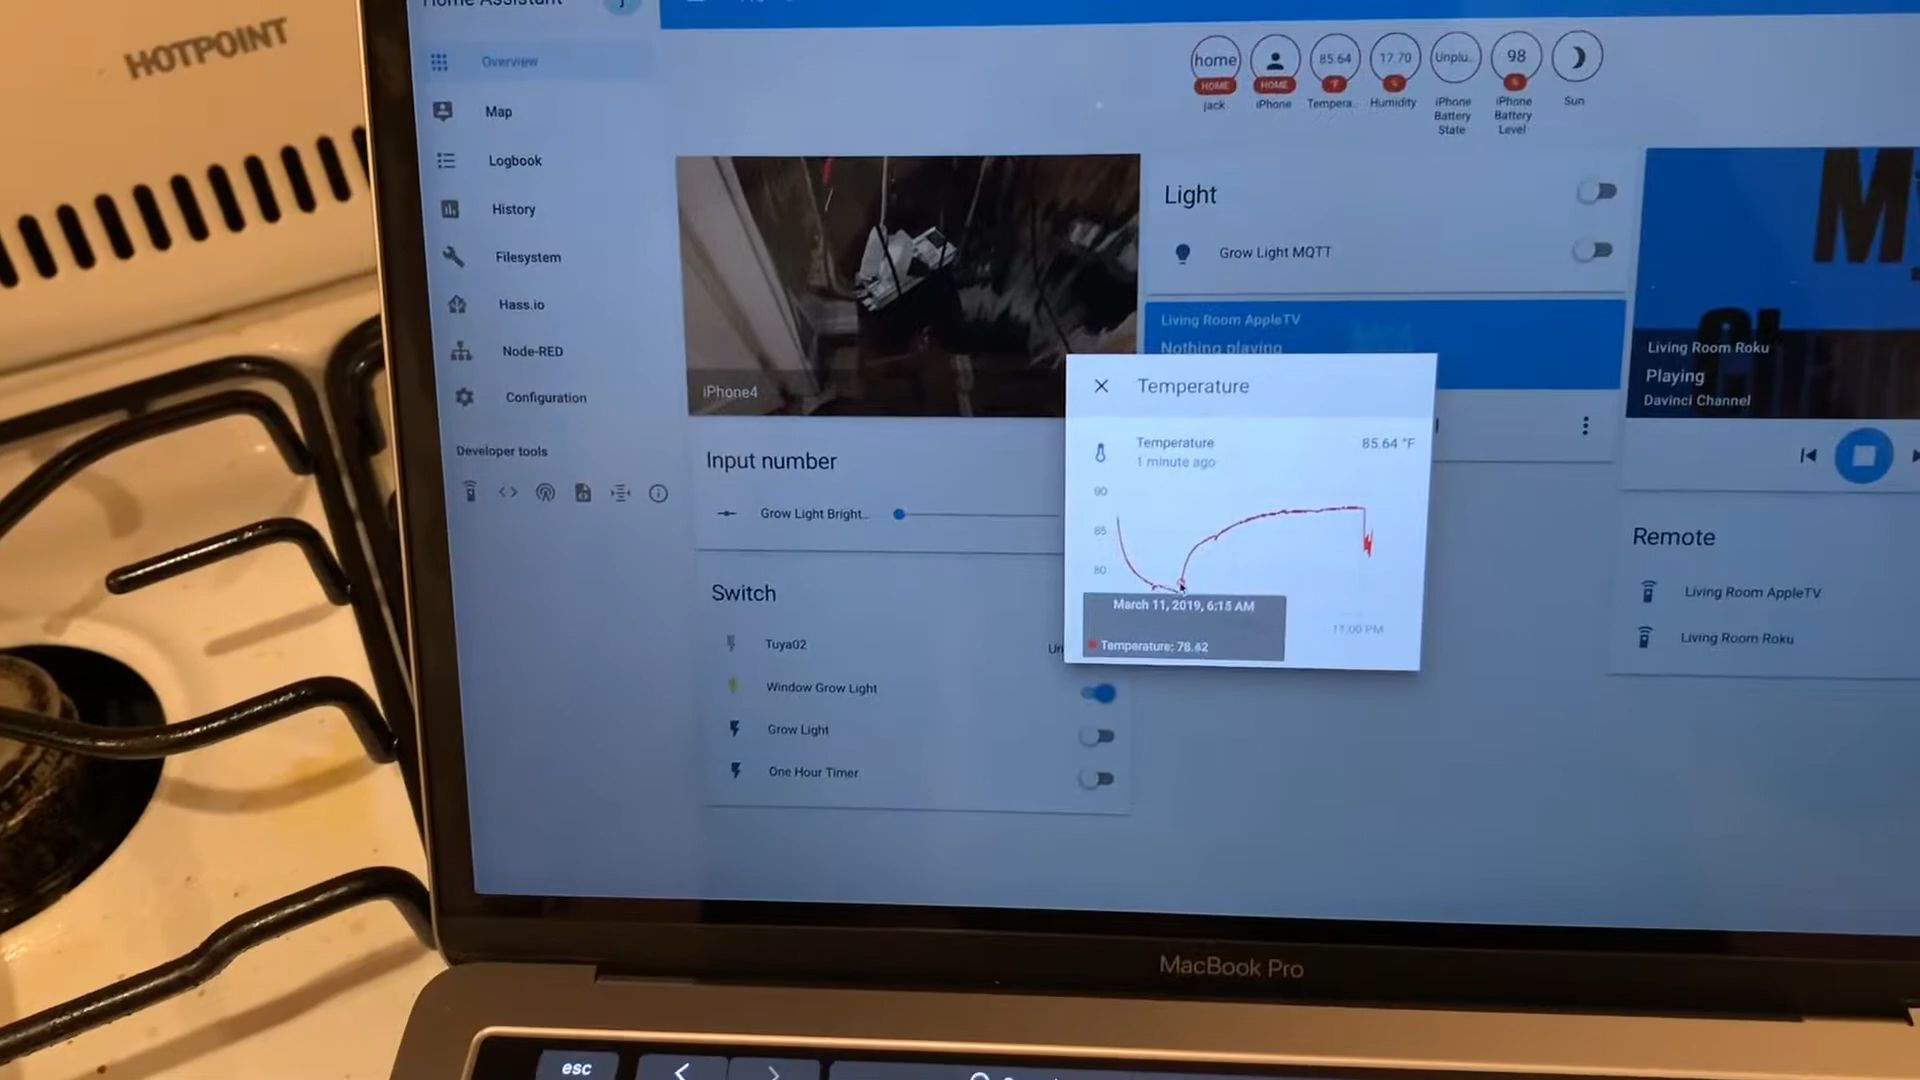 HOTPOINT
Home Assistant
Overview
Map
Logbook
History
Filesystem
Hass.io
Node-RED
Configuration
Developer tools
home
HOME
jack
HOME
iPhone
85.64
°F
Tempera..
17.70
%
Humidity
Unplu..
iPhone
Battery
State
98
%
iPhone
Battery
Level
Sun
iPhone4
Input number
Grow Light Bright..
Switch
Tuya02
Un
Window Grow Light
Grow Light
One Hour Timer
Light
Grow Light MQTT
Living Room AppleTV
Nothing playing
Temperature
Temperature
85.64 °F
1 minute ago
90
85
80
March 11, 2019, 6:15 AM
Temperature: 78.42
11:00 PM
Living Room Roku
Playing
Davinci Channel
Remote
Living Room AppleTV
Living Room Roku
MacBook Pro
esc